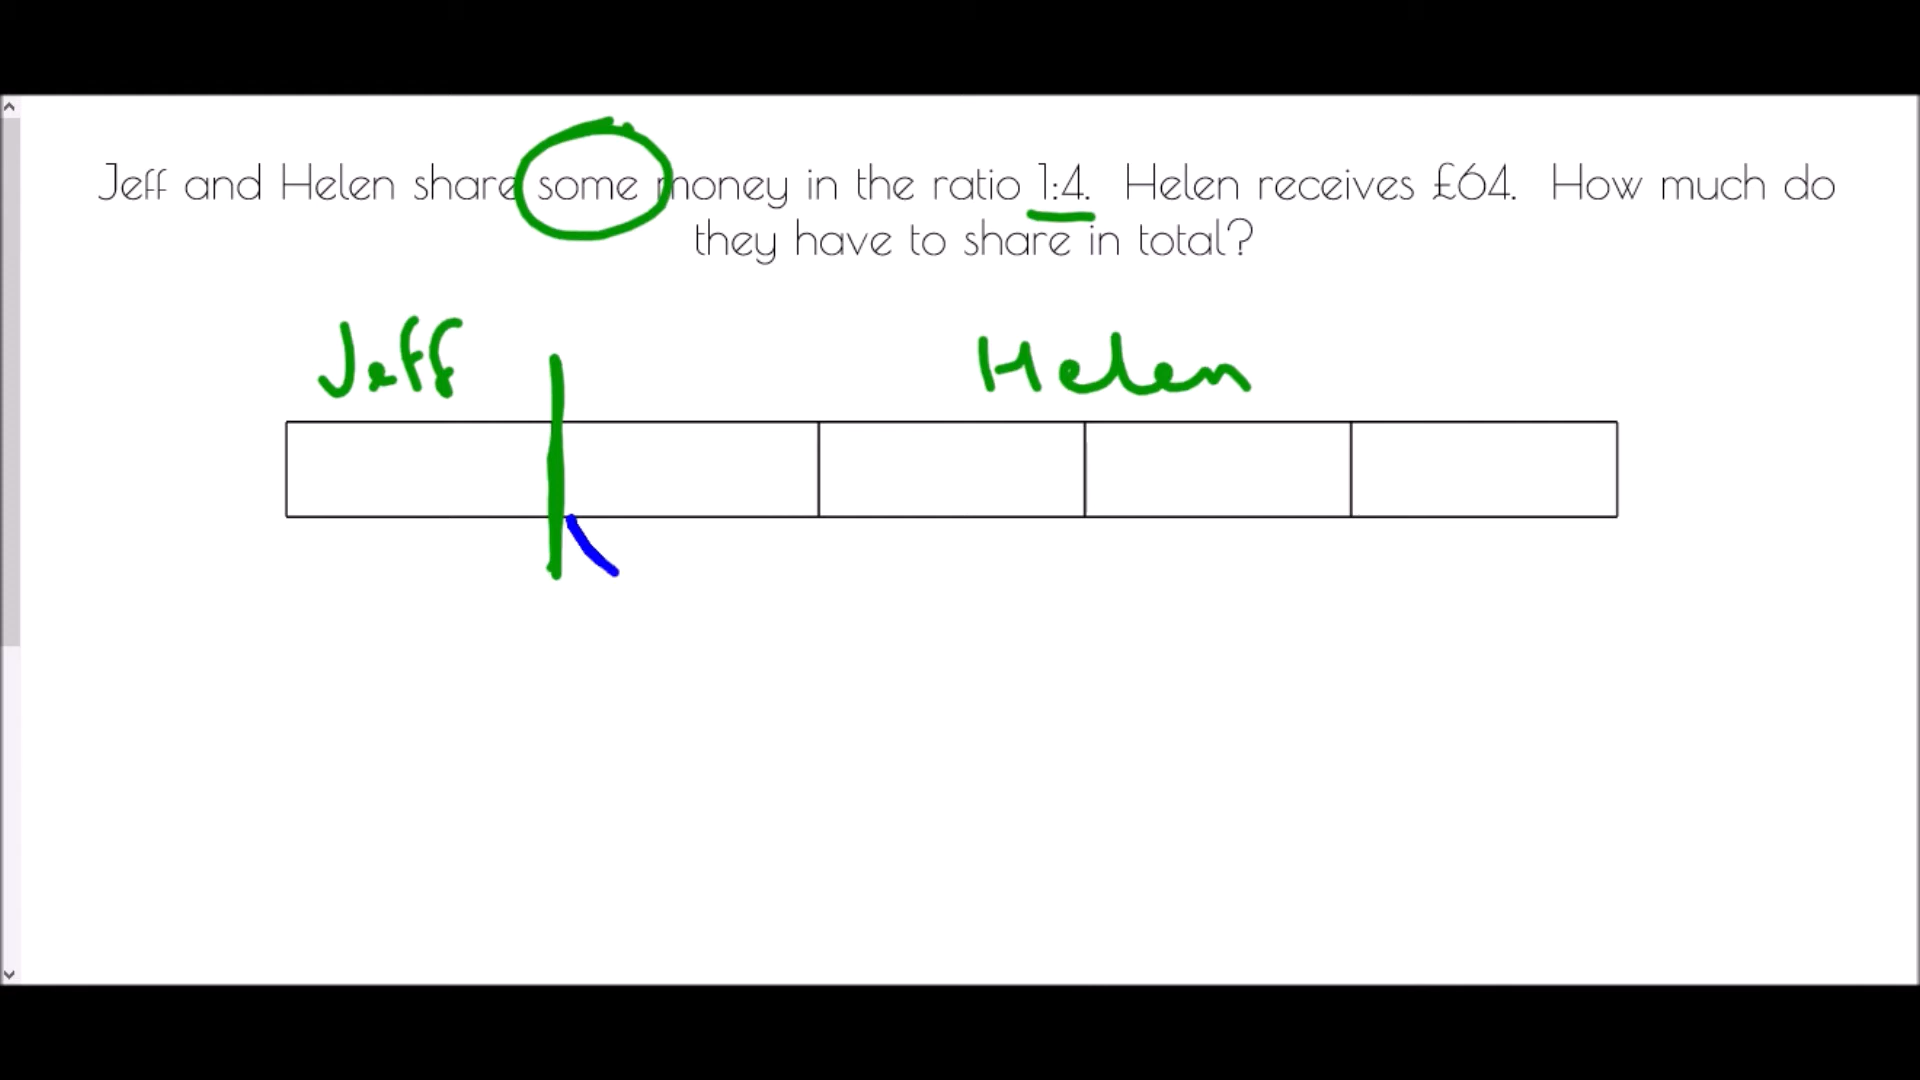 Jeff and Helen share some money in the ratio 1:4. Helen receives £64. How much do
they have to share in total?
Jeff Helen